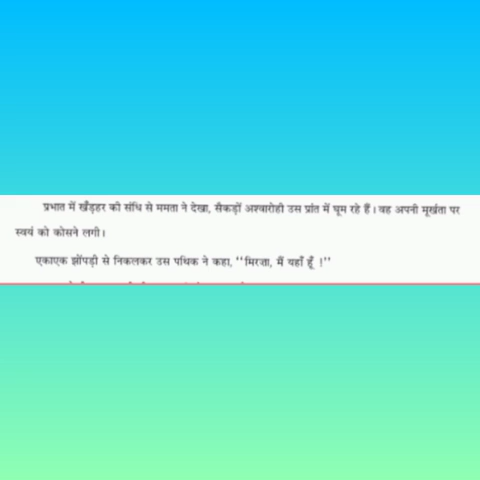 प्रभात में खँड़हर की संधि से ममता ने देखा, सैकड़ों अश्वारोही उस प्रांत में घूम रहे हैं। वह अपनी मूर्खता पर
स्वयं को कोसने लगी।
एकाएक झोंपड़ी से निकलकर उस पथिक ने कहा, ''मिरज़ा, मैं यहाँ हूँ !''